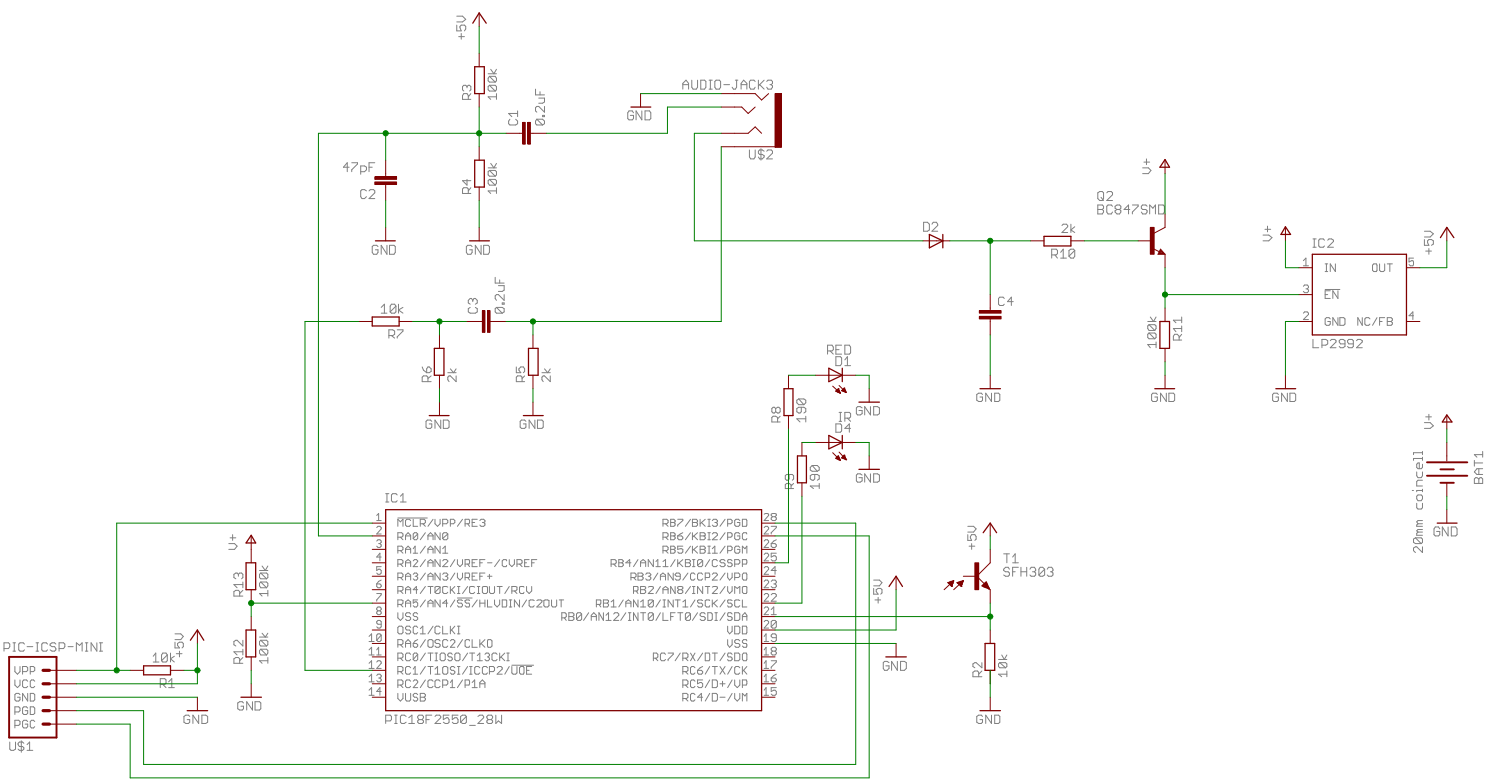 +5V
R3
100k
AUDIO-JACK3
GND
C1
0.2uF
U$2
47pF
C2
R4
100k
GND
GND
V+
Q2
BC847SMD
D2
2k
R10
V+
IC2
+5V
1 IN OUT 5
3 EN
2 GND NC/FB 4
LP2992
C4
100k
R11
GND
GND
GND
10k
R7
C3
0.2uF
R6
2k
R5
2k
GND
GND
RED
D1
R8
190
GND
IR
D4
R9
190
GND
V+
20mm coincell
BAT1
GND
IC1
1 MCLR/VPP/RE3 RB7/BKI3/PGD 28
2 RA0/AN0 RB6/KBI2/PGC 27
3 RA1/AN1 RB5/KBI1/PGM 26
4 RA2/AN2/VREF-/CVREF RB4/AN11/KBI0/CSSPP 25
5 RA3/AN3/VREF+ RB3/AN9/CCP2/VPO 24
6 RA4/T0CKI/CIOUT/RCV RB2/AN8/INT2/VMO 23
7 RA5/AN4/SS/HLVDIN/C2OUT RB1/AN10/INT1/SCK/SCL 22
8 VSS RB0/AN12/INT0/LFT0/SDI/SDA 21
9 OSC1/CLKI VDD 20
10 RA6/OSC2/CLKO VSS 19
11 RC0/TIOSO/T13CKI RC7/RX/DT/SDO 18
12 RC1/T1OSI/ICCP2/UOE RC6/TX/CK 17
13 RC2/CCP1/P1A RC5/D+/VP 16
14 VUSB RC4/D-/VM 15
PIC18F2550_28W
V+
R13
100k
R12
100k
GND
+5V
GND
+5V
T1
SFH303
R2
10k
GND
PIC-ICSP-MINI
VPP
VCC
GND
PGD
PGC
U$1
10k
R1
+5V
GND